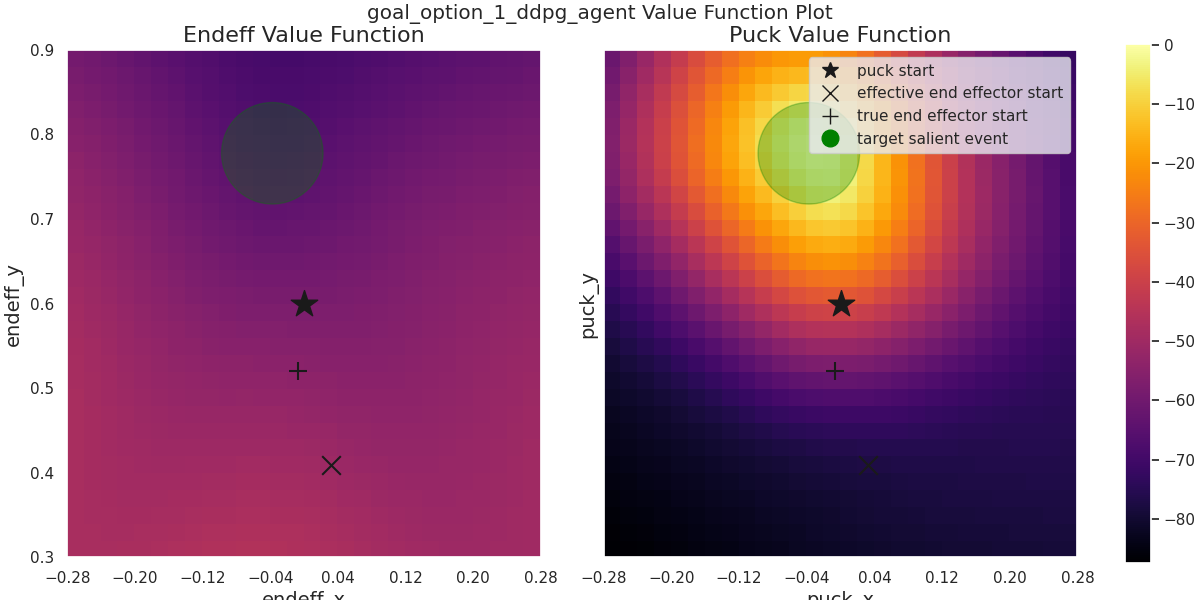 goal_option_1_ddpg_agent Value Function Plot
Endeff Value Function
Puck Value Function
0.9
0.8
0.7
0.6
0.5
0.4
0.3
endeff_y
−0.28 −0.20 −0.12 −0.04 0.04 0.12 0.20 0.28
endeff_x
puck_y
puck start
effective end effector start
true end effector start
target salient event
−0.28 −0.20 −0.12 −0.04 0.04 0.12 0.20 0.28
puck_x
0
−10
−20
−30
−40
−50
−60
−70
−80